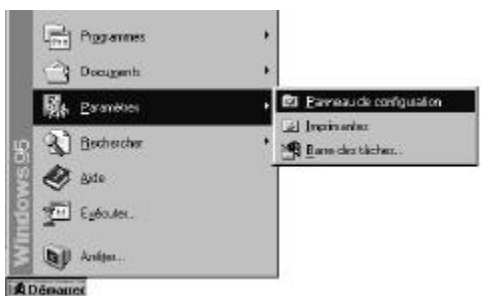 Programmes
Documents
Paramètres
Panneau de configuration
Imprimantes
Barre des tâches...
Rechercher
Aide
Exécuter...
Arrêter...
Windows 95
Démarrer